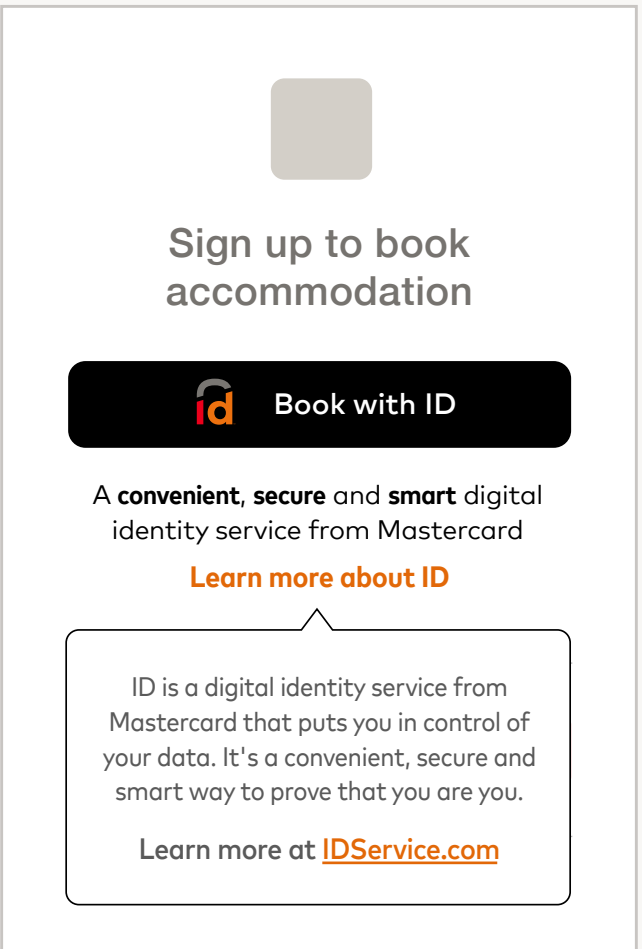 Sign up to book
accommodation
id Book with ID
A convenient, secure and smart digital
identity service from Mastercard
Learn more about ID
ID is a digital identity service from
Mastercard that puts you in control of
your data. It's a convenient, secure and
smart way to prove that you are you.
Learn more at IDService.com